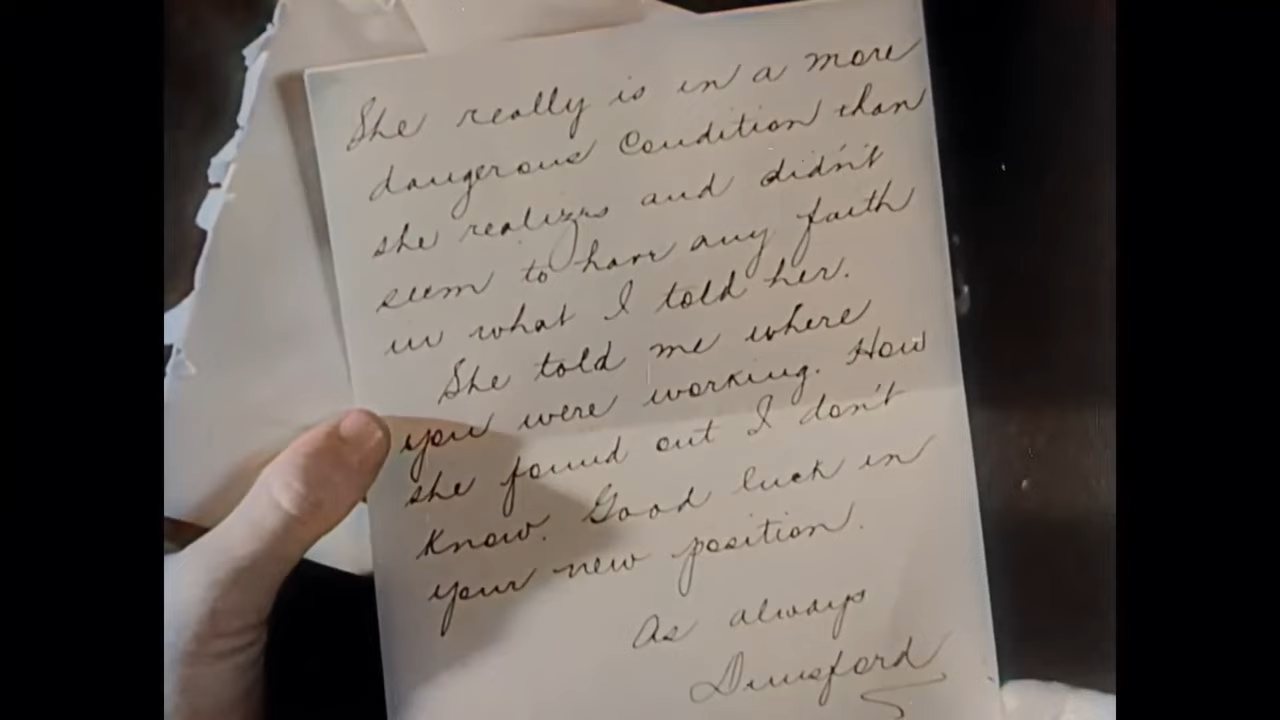 She really is in a more
dangerous Condition than
she realizes and didn't
seem to have any faith
in what I told her.
She told me where
you were working. How
she found out I don't
know. Good luck in
your new position.
As always
Dunsford